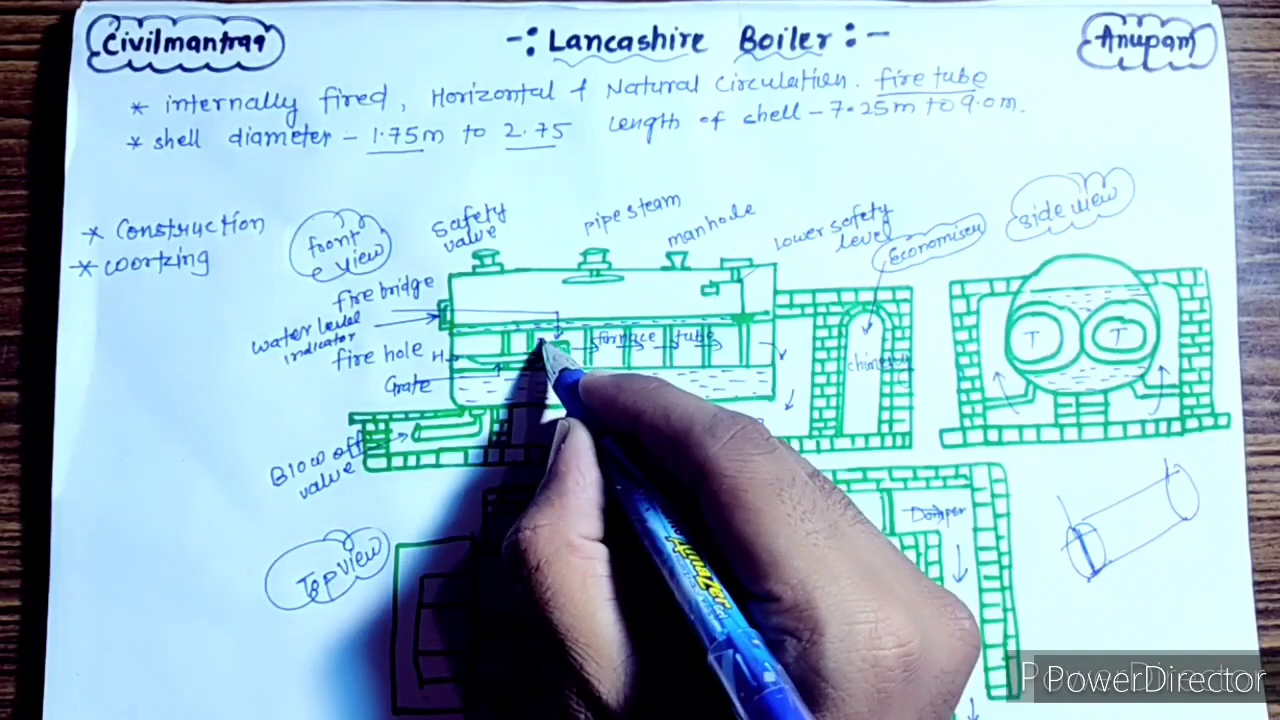 Civilmantraa
-: Lancashire Boiler :-
Anupam
* internally fired, Horizontal & Natural Circulation. fire tube
* shell diameter - 1.75m to 2.75 Length of shell - 7.25m to 9.0m.
* Construction
* woorking
front
e view
Safety
valve
pipe steam
manhole
Lower safety
level
Economiser
Side view
fire bridge
water level
indicator
fire hole H
Grate
furnace tube
chimney
T T
Blow off
valve
Top view
Damper
PowerDirector
PowerDirector